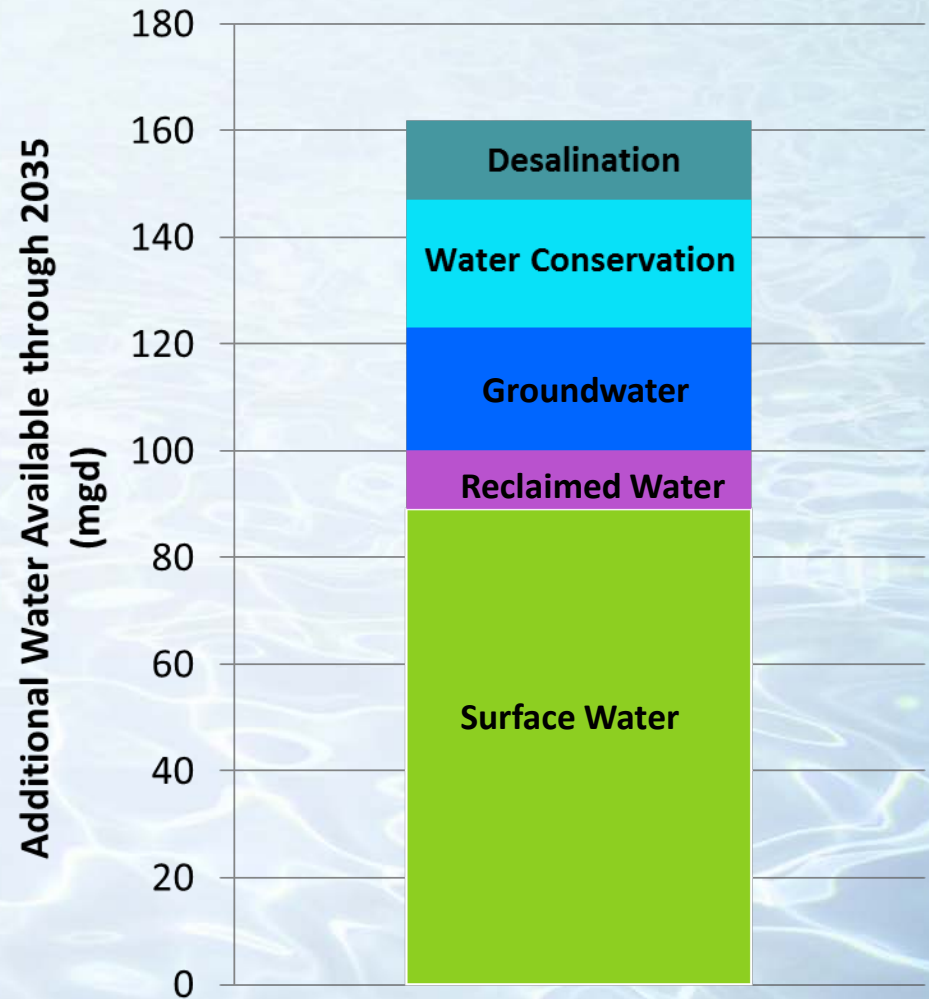 Additional Water Available through 2035
(mgd)
180
160
140
120
100
80
60
40
20
0
Desalination
Water Conservation
Groundwater
Reclaimed Water
Surface Water